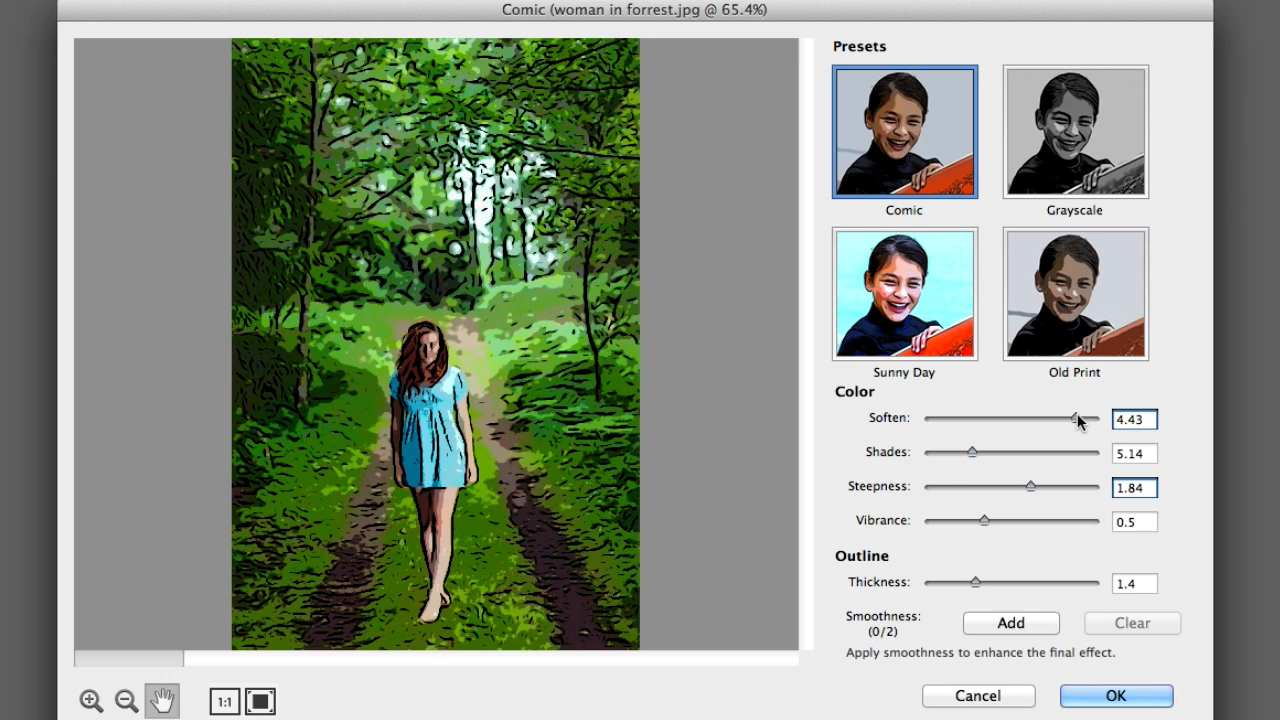 Comic (woman in forrest.jpg @ 65.4%)
Presets
Comic
Grayscale
Sunny Day
Old Print
Color
Soften: 4.43
Shades: 5.14
Steepness: 1.84
Vibrance: 0.5
Outline
Thickness: 1.4
Smoothness:
(0/2)
Add
Clear
Apply smoothness to enhance the final effect.
1:1
Cancel
OK